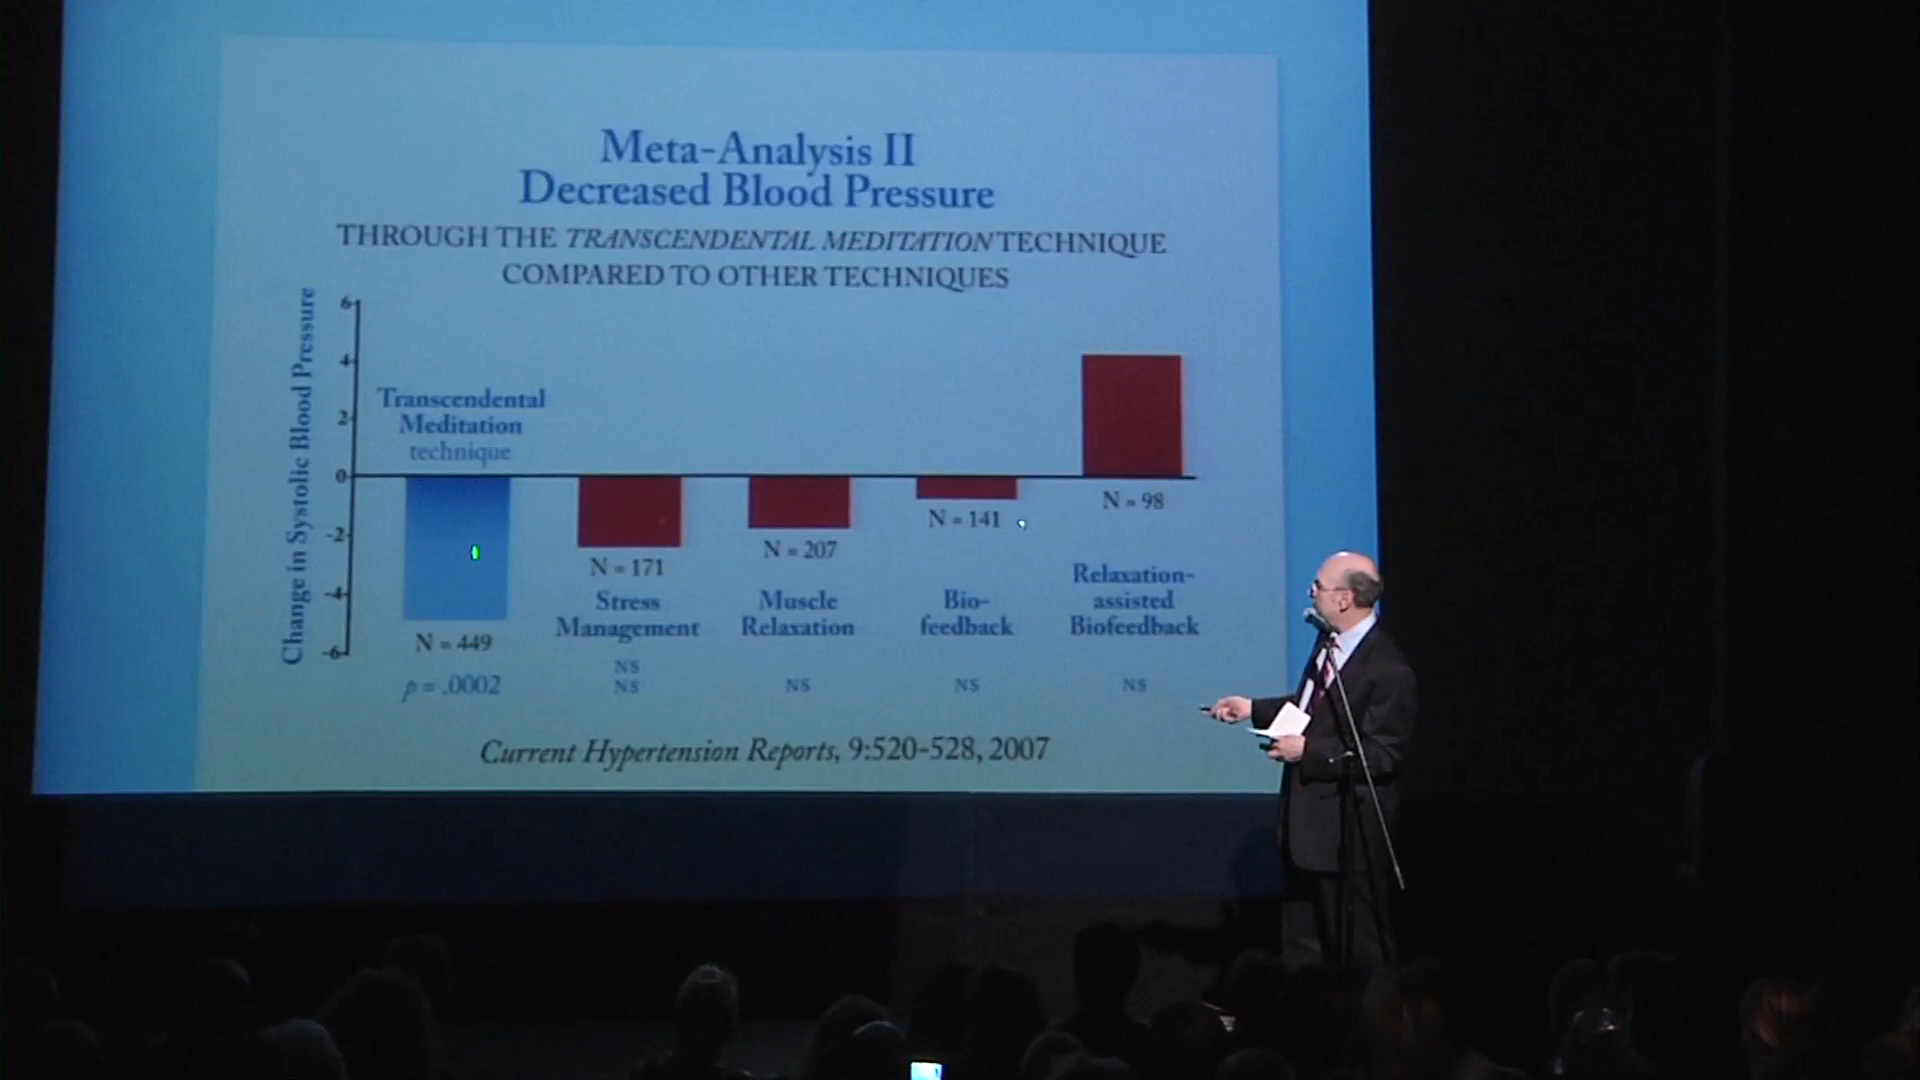 Meta-Analysis II
Decreased Blood Pressure
THROUGH THE TRANSCENDENTAL MEDITATION TECHNIQUE
COMPARED TO OTHER TECHNIQUES
Change in Systolic Blood Pressure
6
4
2
0
-2
-4
-6
Transcendental
Meditation
technique
N = 449
p = .0002
N = 171
Stress
Management
NS
NS
N = 207
Muscle
Relaxation
NS
N = 141
Bio-
feedback
NS
N = 98
Relaxation-
assisted
Biofeedback
NS
Current Hypertension Reports, 9:520-528, 2007